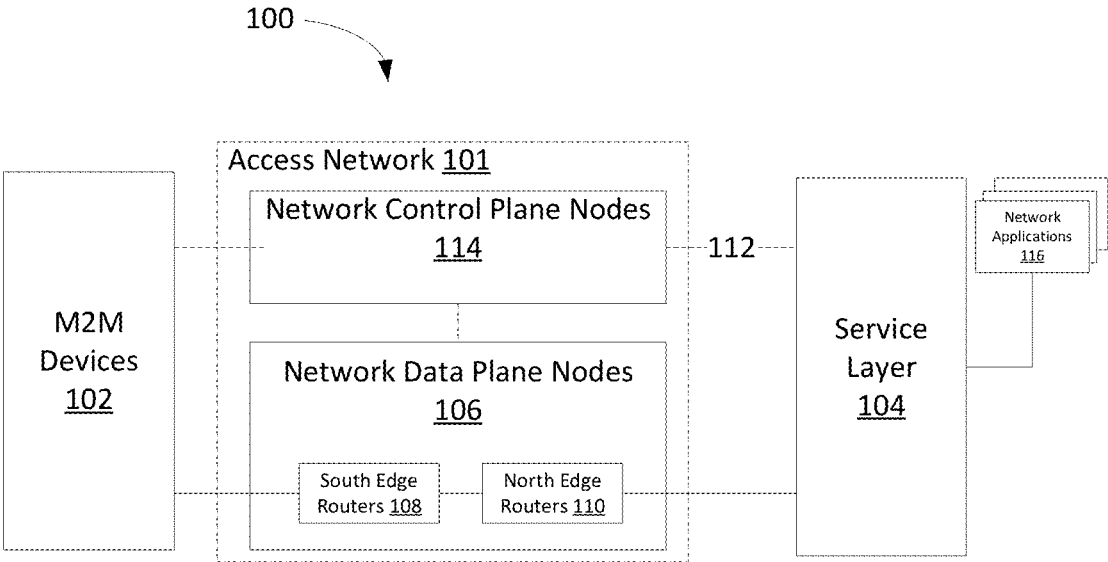 100
Access Network 101
Network Control Plane Nodes
114
112
Network
Applications
116
M2M
Devices
102
Service
Layer
104
Network Data Plane Nodes
106
South Edge
Routers 108
North Edge
Routers 110